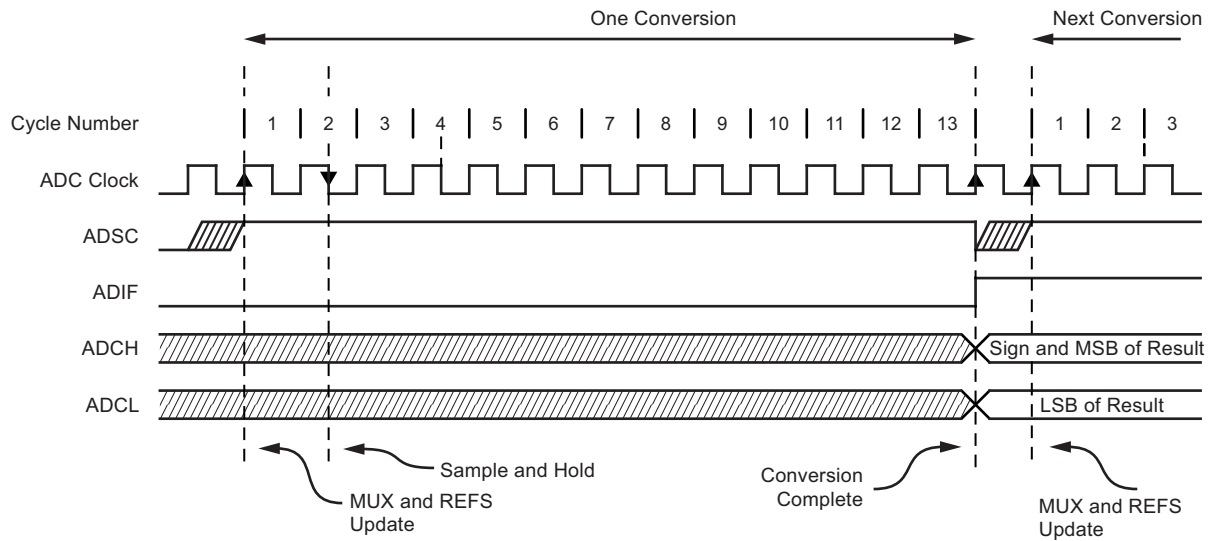 One Conversion
Next Conversion
Cycle Number
1 2 3 4 5 6 7 8 9 10 11 12 13 1 2 3
ADC Clock
ADSC
ADIF
ADCH
Sign and MSB of Result
ADCL
LSB of Result
Sample and Hold
MUX and REFS
Update
Conversion
Complete
MUX and REFS
Update